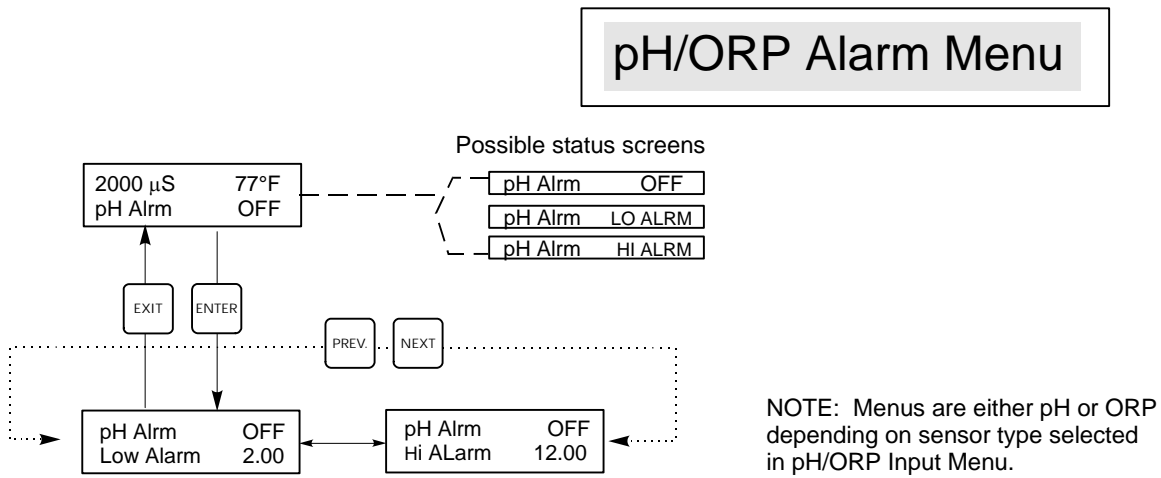 pH/ORP Alarm Menu
Possible status screens
2000 μS 77°F
pH Alrm OFF
pH Alrm OFF
pH Alrm LO ALRM
pH Alrm HI ALRM
EXIT
ENTER
PREV.
NEXT
pH Alrm OFF
Low Alarm 2.00
pH Alrm OFF
Hi ALarm 12.00
NOTE: Menus are either pH or ORP
depending on sensor type selected
in pH/ORP Input Menu.